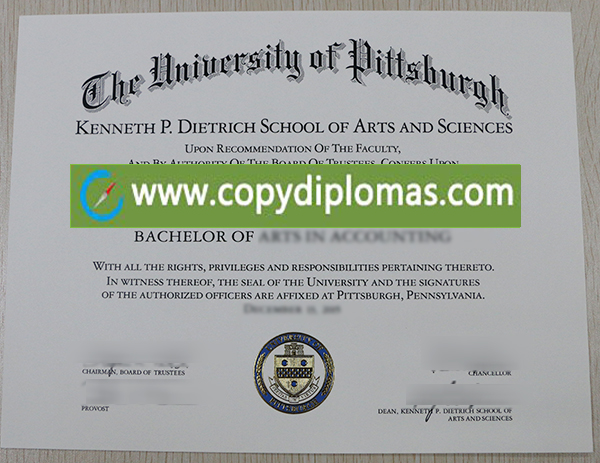 The University of Pittsburgh
KENNETH P. DIETRICH SCHOOL OF ARTS AND SCIENCES
UPON RECOMMENDATION OF THE FACULTY,
AND BY AUTHORITY OF THE BOARD OF TRUSTEES, CONFERS UPON
www.copydiplomas.com
BACHELOR OF ARTS IN ACCOUNTING
WITH ALL THE RIGHTS, PRIVILEGES AND RESPONSIBILITIES PERTAINING THERETO.
IN WITNESS THEREOF, THE SEAL OF THE UNIVERSITY AND THE SIGNATURES
OF THE AUTHORIZED OFFICERS ARE AFFIXED AT PITTSBURGH, PENNSYLVANIA.
CHAIRMAN, BOARD OF TRUSTEES
CHANCELLOR
PROVOST
DEAN, KENNETH P. DIETRICH SCHOOL OF
ARTS AND SCIENCES